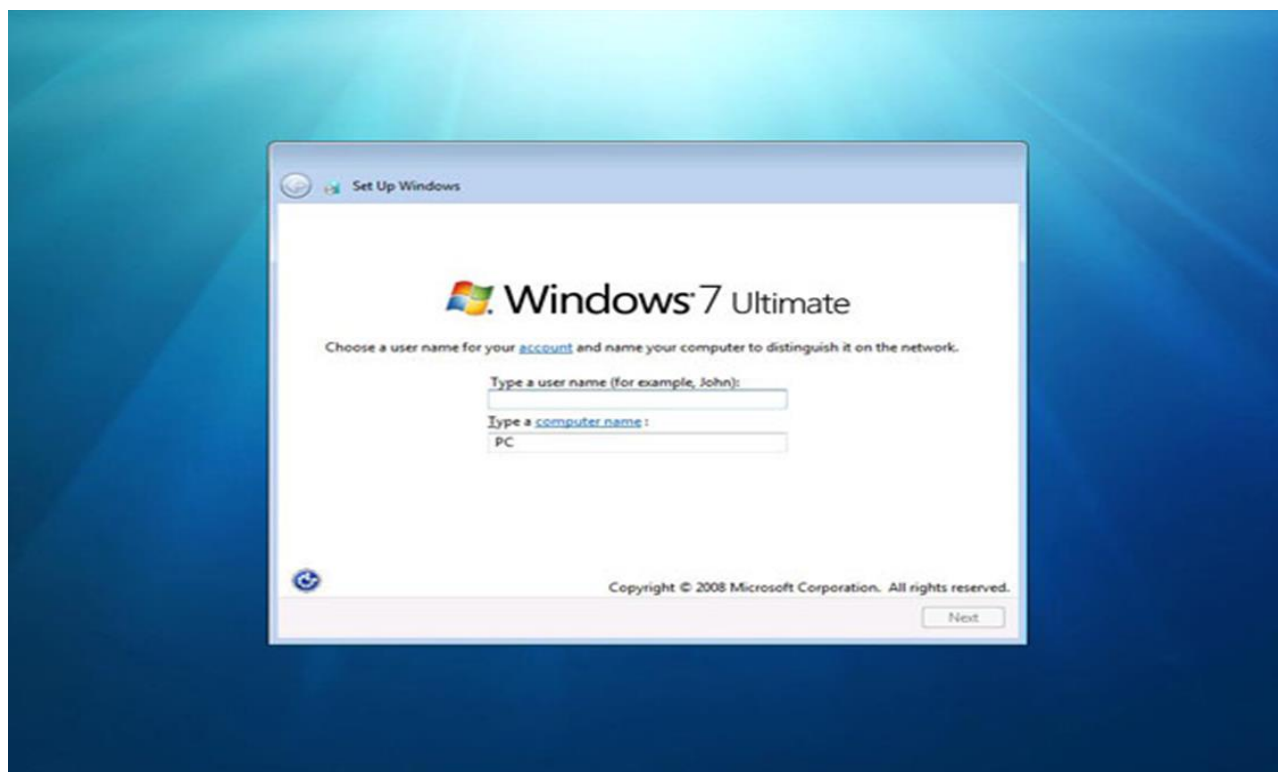 Set Up Windows
Windows 7 Ultimate
Choose a user name for your account and name your computer to distinguish it on the network.
Type a user name (for example, John):
Type a computer name :
PC
Copyright © 2008 Microsoft Corporation. All rights reserved.
Next